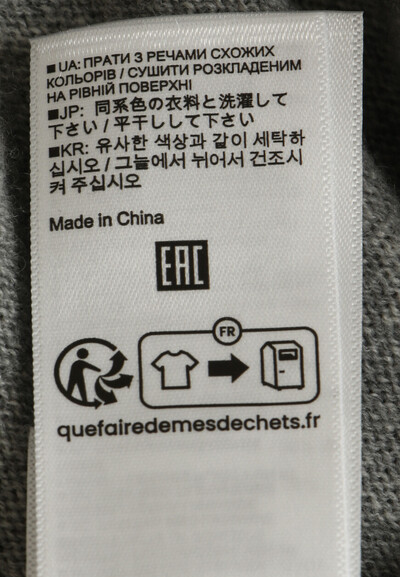 ■UA: ПРАТИ З РЕЧАМИ СХОЖИХ
КОЛЬОРІВ / СУШИТИ РОЗКЛАДЕНИМ
НА РІВНІЙ ПОВЕРХНІ
■JP: 同系色の衣料と洗濯して
下さい / 平干しして下さい
■KR: 유사한 색상과 같이 세탁하
십시오 / 그늘에서 뉘어서 건조시
켜 주십시오
Made in China
EAC
FR
quefairedemesdechets.fr